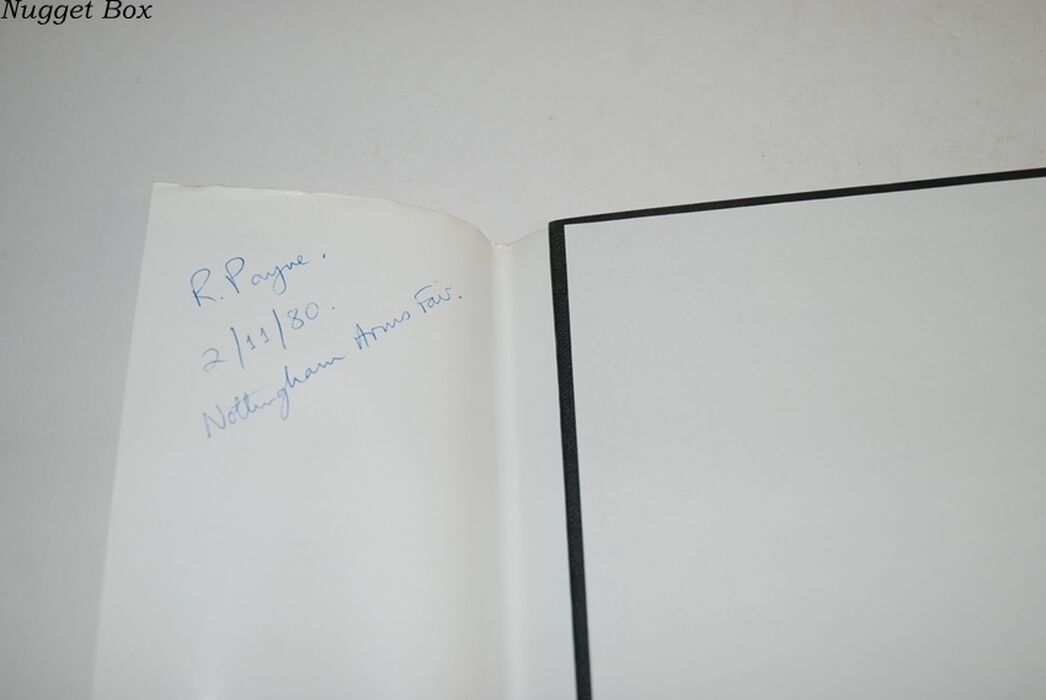 Nugget Box
R. Payne.
2/11/80.
Nottingham Arms Fair.